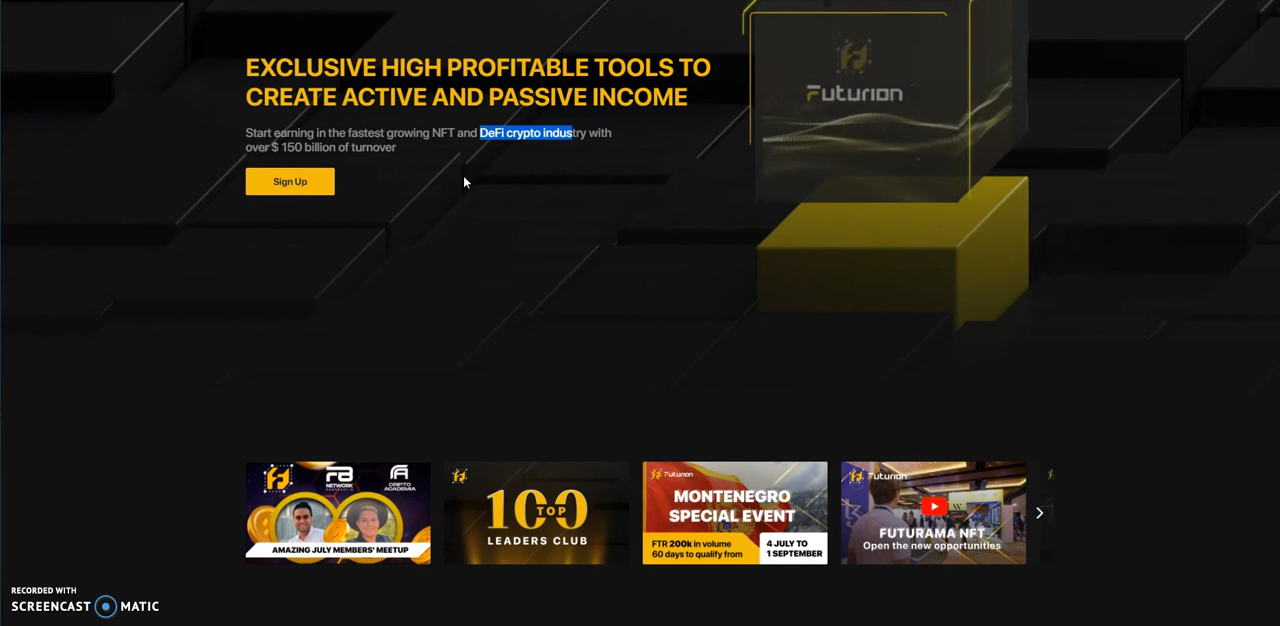 Futurion
EXCLUSIVE HIGH PROFITABLE TOOLS TO
CREATE ACTIVE AND PASSIVE INCOME
Start earning in the fastest growing NFT and DeFi crypto industry with
over $ 150 billion of turnover
Sign Up
FB
NETWORK
CRIPTO
ACADEMIA
AMAZING JULY MEMBERS' MEETUP
100
TOP
LEADERS CLUB
Futurion
MONTENEGRO
SPECIAL EVENT
FTR 200k in volume
60 days to qualify from
4 JULY TO
1 SEPTEMBER
Futurion
FUTURAMA NFT
Open the new opportunities
RECORDED WITH
SCREENCAST MATIC